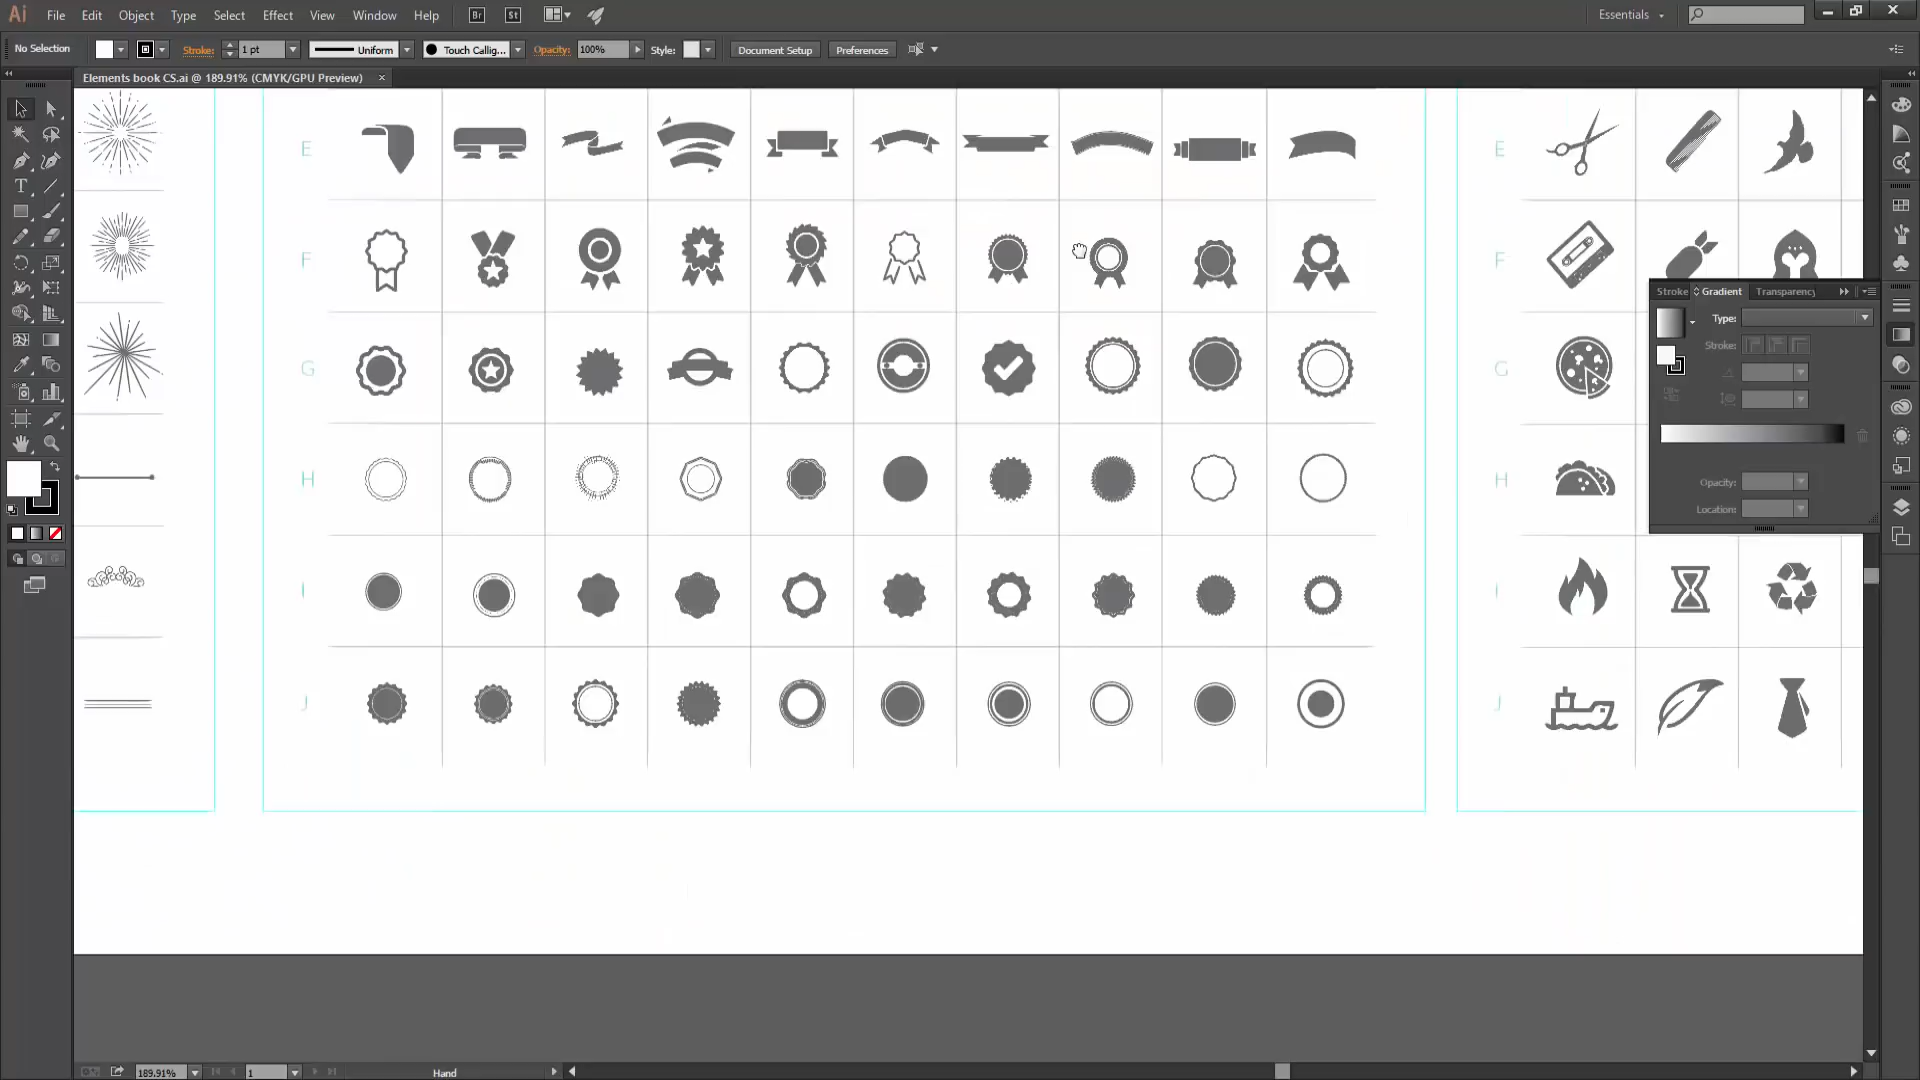 Ai File Edit Object Type Select Effect View Window Help Br St Essentials
No Selection Stroke: 1 pt Uniform Touch Callig... Opacity: 100% Style: Document Setup Preferences
Elements book CS.ai @ 189.91% (CMYK/GPU Preview) ×
E E
F F
Stroke Gradient Transparency
Type:
Stroke:
G G
H H
Opacity:
Location:
I I
J J
189.91% 1 Hand